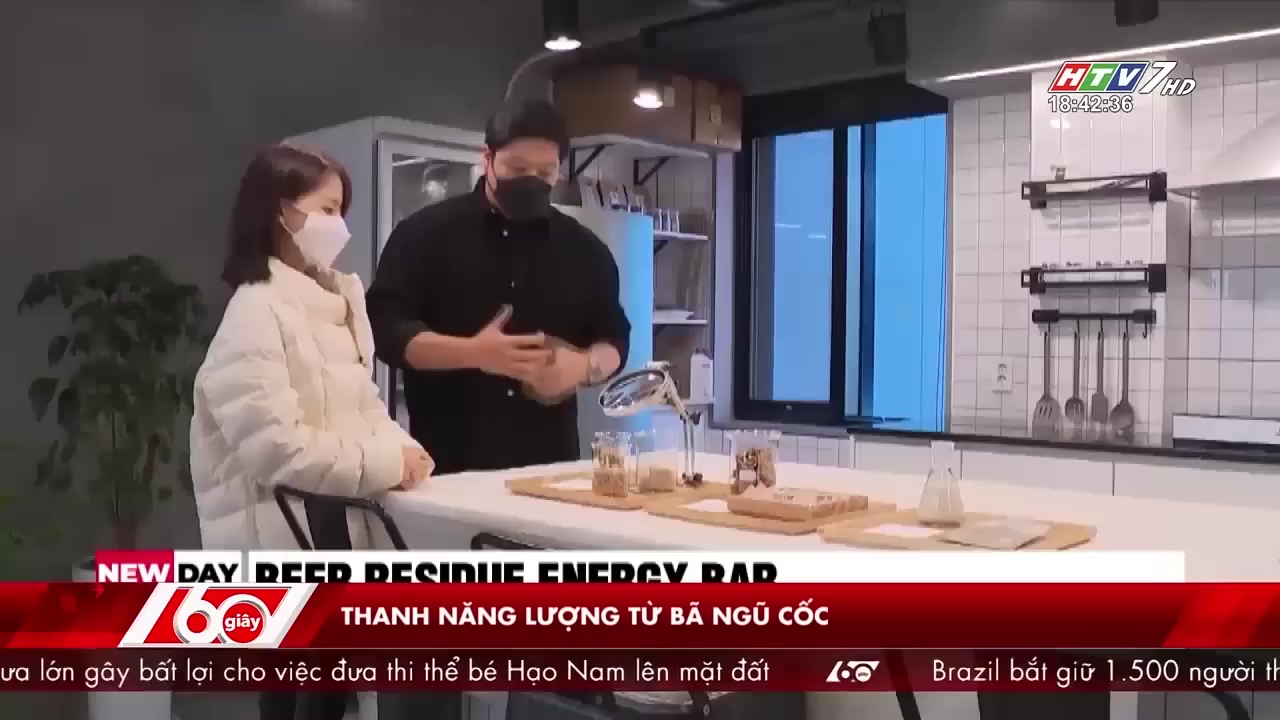 HTV7 HD
18:42:36
NEW DAY BEER RESIDUE ENERGY BAR
60 giây THANH NĂNG LƯỢNG TỪ BÃ NGŨ CỐC
ưa lớn gây bất lợi cho việc đưa thi thể bé Hạo Nam lên mặt đất 60 Brazil bắt giữ 1.500 người th